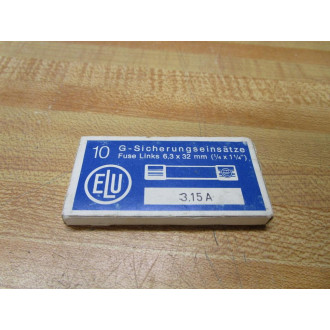 10 G-Sicherungseinsätze
Fuse Links 6,3 x 32 mm (¼ x 1¼")
ELU
3.15 A